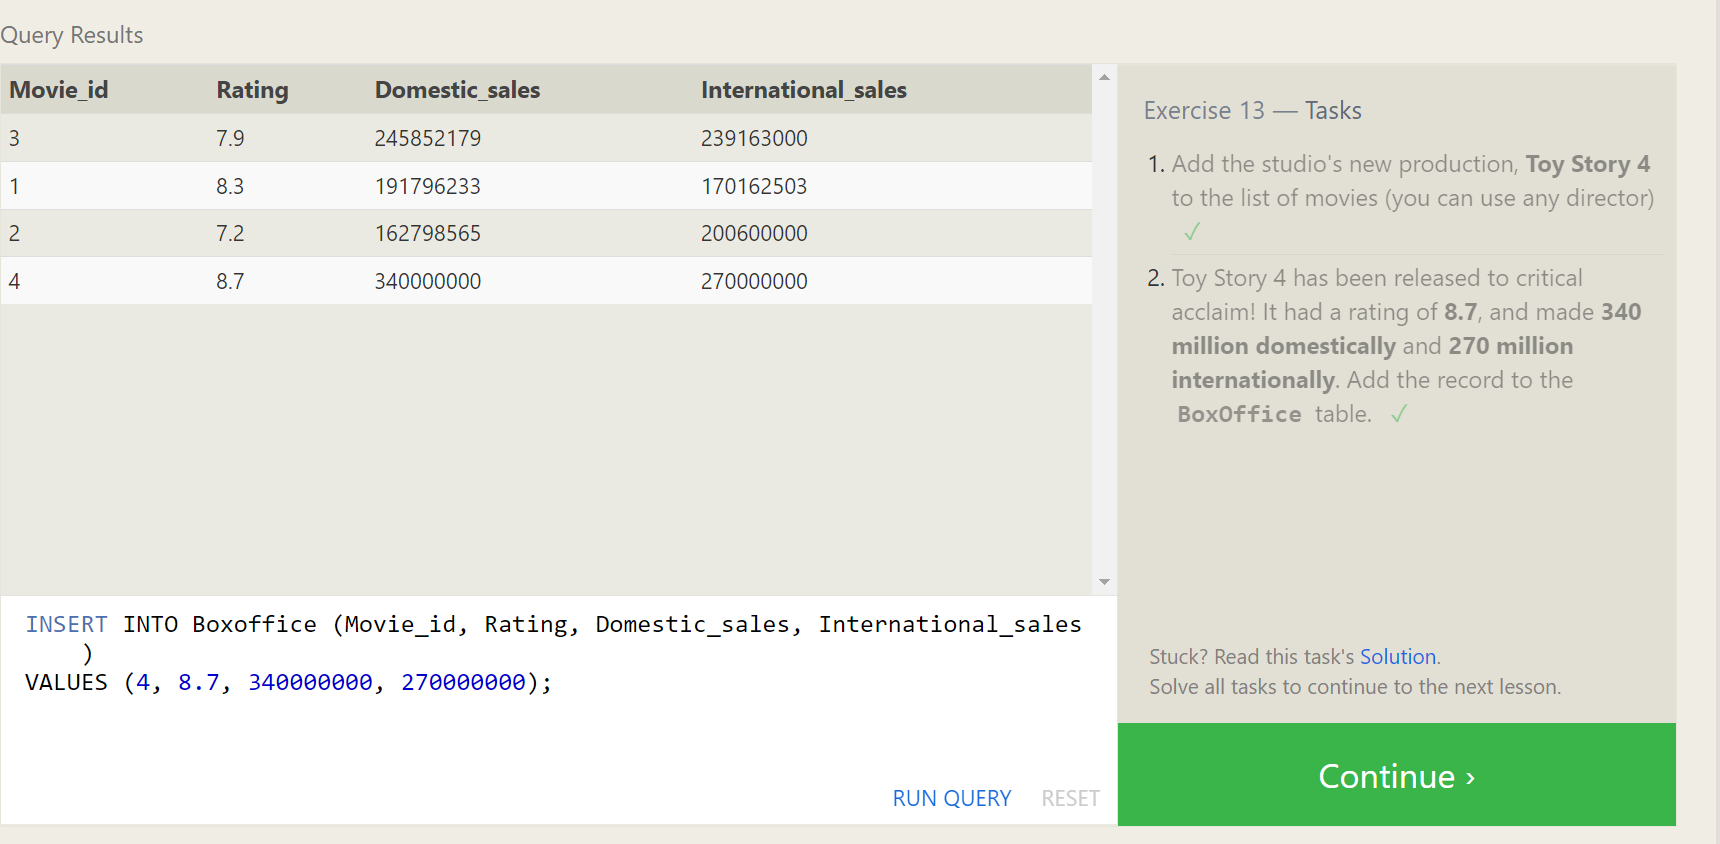 Query Results
Movie_id Rating Domestic_sales International_sales
3 7.9 245852179 239163000
1 8.3 191796233 170162503
2 7.2 162798565 200600000
4 8.7 340000000 270000000
INSERT INTO Boxoffice (Movie_id, Rating, Domestic_sales, International_sales
)
VALUES (4, 8.7, 340000000, 270000000);
RUN QUERY RESET
Exercise 13 — Tasks
1. Add the studio's new production, Toy Story 4
to the list of movies (you can use any director)
✓
2. Toy Story 4 has been released to critical
acclaim! It had a rating of 8.7, and made 340
million domestically and 270 million
internationally. Add the record to the
BoxOffice table. ✓
Stuck? Read this task's Solution.
Solve all tasks to continue to the next lesson.
Continue ›